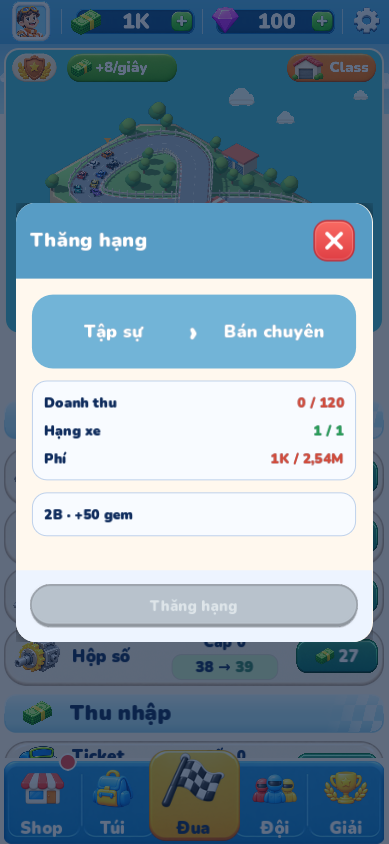 1K
100
+8/giây
Class
Thăng hạng
Tập sự › Bán chuyên
Doanh thu 0 / 120
Hạng xe 1 / 1
Phí 1K / 2,54M
2B · +50 gem
Thăng hạng
Cấp 0
Hộp số
38 → 39
27
Thu nhập
Ticket
Shop Túi Đua Đội Giải